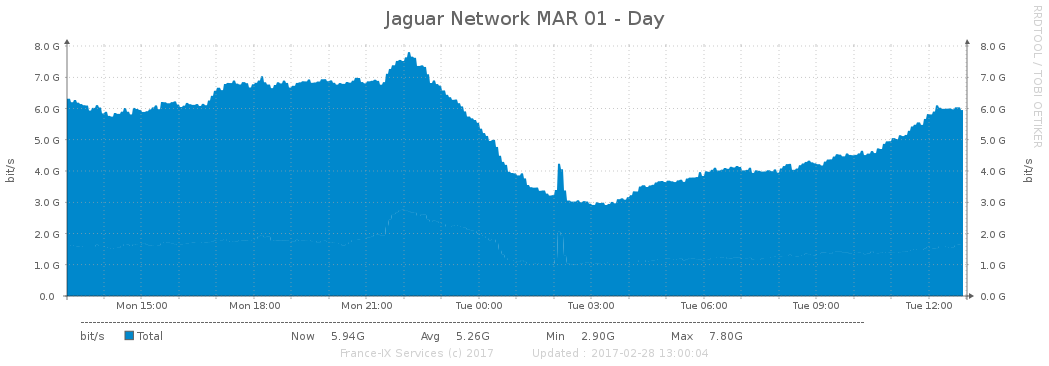 Jaguar Network MAR 01 - Day
RRDTOOL / TOBI OETIKER
bit/s
8.0 G 8.0 G
7.0 G 7.0 G
6.0 G 6.0 G
5.0 G 5.0 G
4.0 G 4.0 G
3.0 G 3.0 G
2.0 G 2.0 G
1.0 G 1.0 G
0.0 0.0 G
bit/s
Mon 15:00 Mon 18:00 Mon 21:00 Tue 00:00 Tue 03:00 Tue 06:00 Tue 09:00 Tue 12:00
bit/s Total Now 5.94G Avg 5.26G Min 2.90G Max 7.80G
France-IX Services (c) 2017 Updated : 2017-02-28 13:00:04